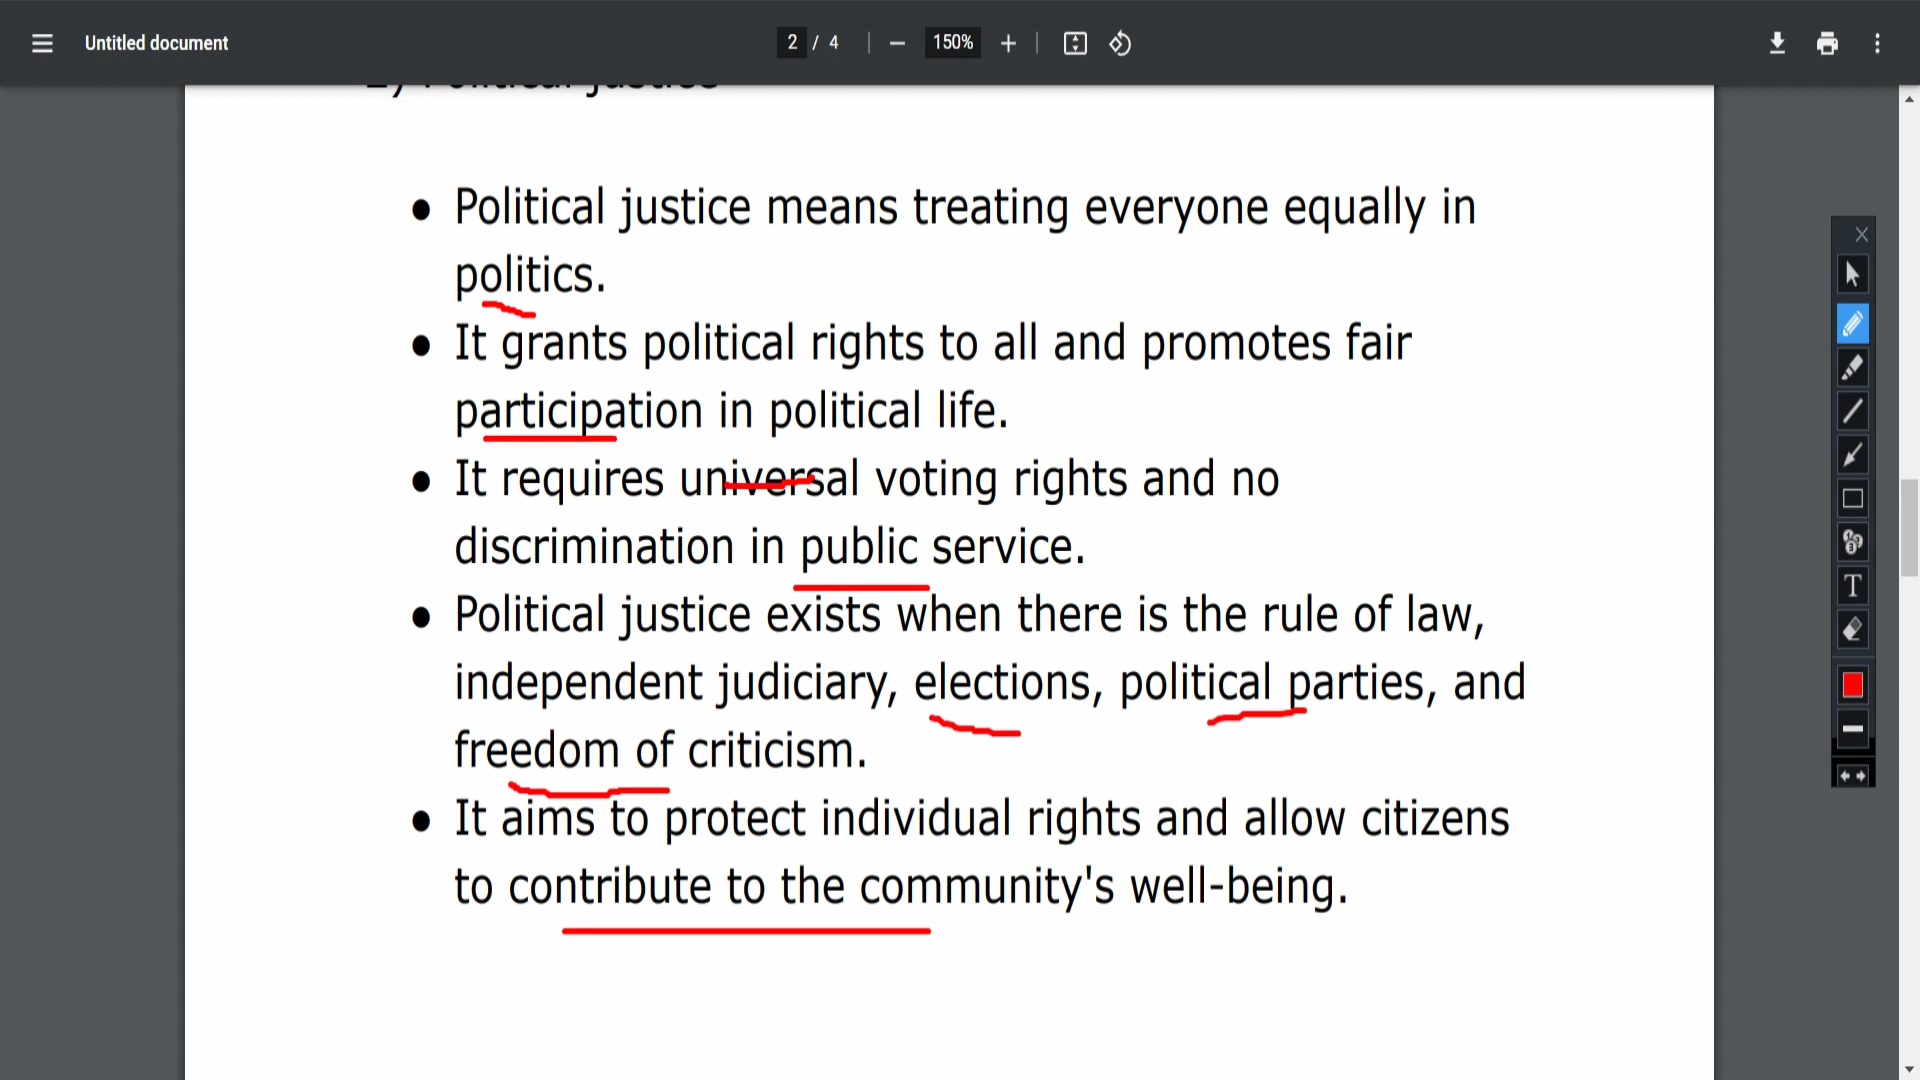 Untitled document
2 / 4
150%
2) Political justice
● Political justice means treating everyone equally in
politics.
● It grants political rights to all and promotes fair
participation in political life.
● It requires universal voting rights and no
discrimination in public service.
● Political justice exists when there is the rule of law,
independent judiciary, elections, political parties, and
freedom of criticism.
● It aims to protect individual rights and allow citizens
to contribute to the community's well-being.
T